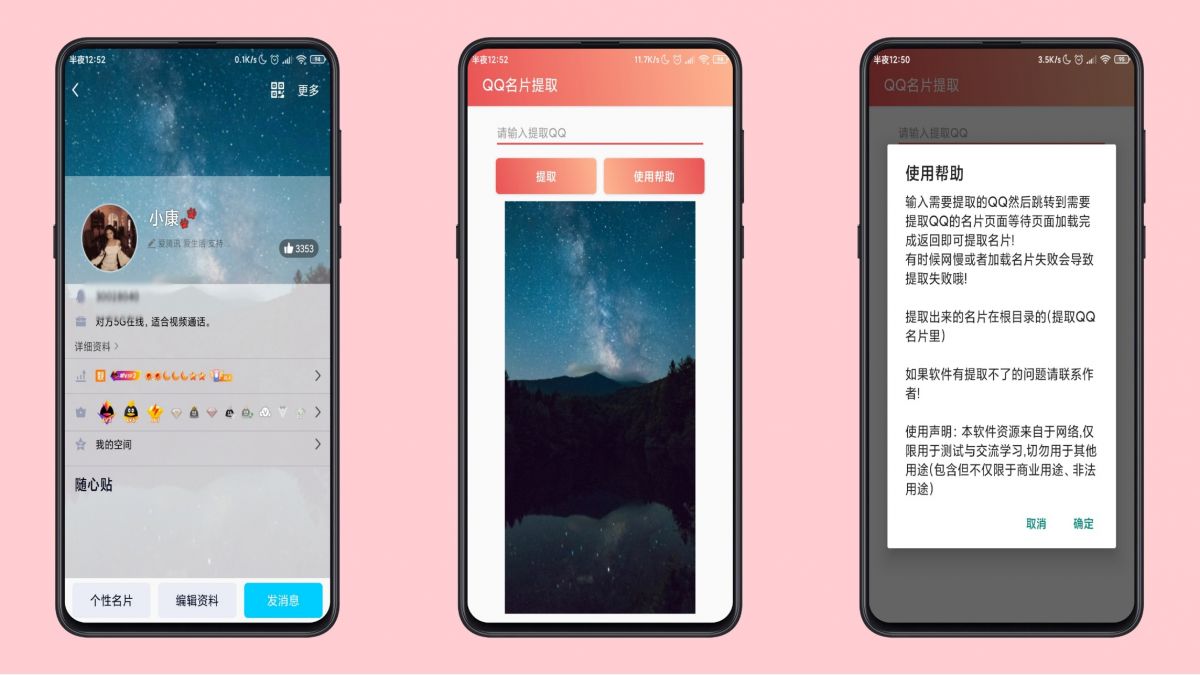 半夜12:52
0.1K/s
94
更多
小康
爱腾讯 爱生活 支持...
3353
对方5G在线，适合视频通话。
详细资料
我的空间
随心贴
个性名片
编辑资料
发消息
半夜12:52
11.7K/s
QQ名片提取
请输入提取QQ
提取
使用帮助
半夜12:50
3.5K/s
95
QQ名片提取
请输入提取QQ
使用帮助
输入需要提取的QQ然后跳转到需要
提取QQ的名片页面等待页面加载完
成返回即可提取名片!
有时候网慢或者加载名片失败会导致
提取失败哦!
提取出来的名片在根目录的(提取QQ
名片里)
如果软件有提取不了的问题请联系作
者!
使用声明：本软件资源来自于网络,仅
限用于测试与交流学习,切勿用于其他
用途(包含但不仅限于商业用途、非法
用途)
取消
确定